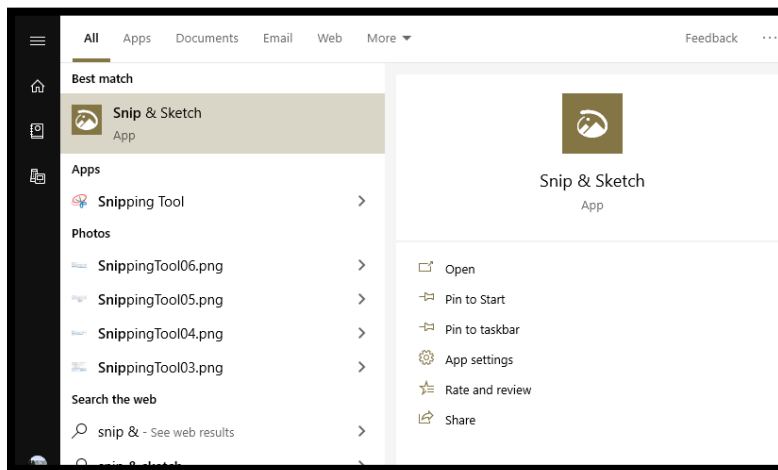 All Apps Documents Email Web More Feedback ...
Best match
Snip & Sketch
App
Apps
Snipping Tool
Photos
SnippingTool06.png
SnippingTool05.png
SnippingTool04.png
SnippingTool03.png
Search the web
snip & - See web results
snip & sketch
Snip & Sketch
App
Open
Pin to Start
Pin to taskbar
App settings
Rate and review
Share